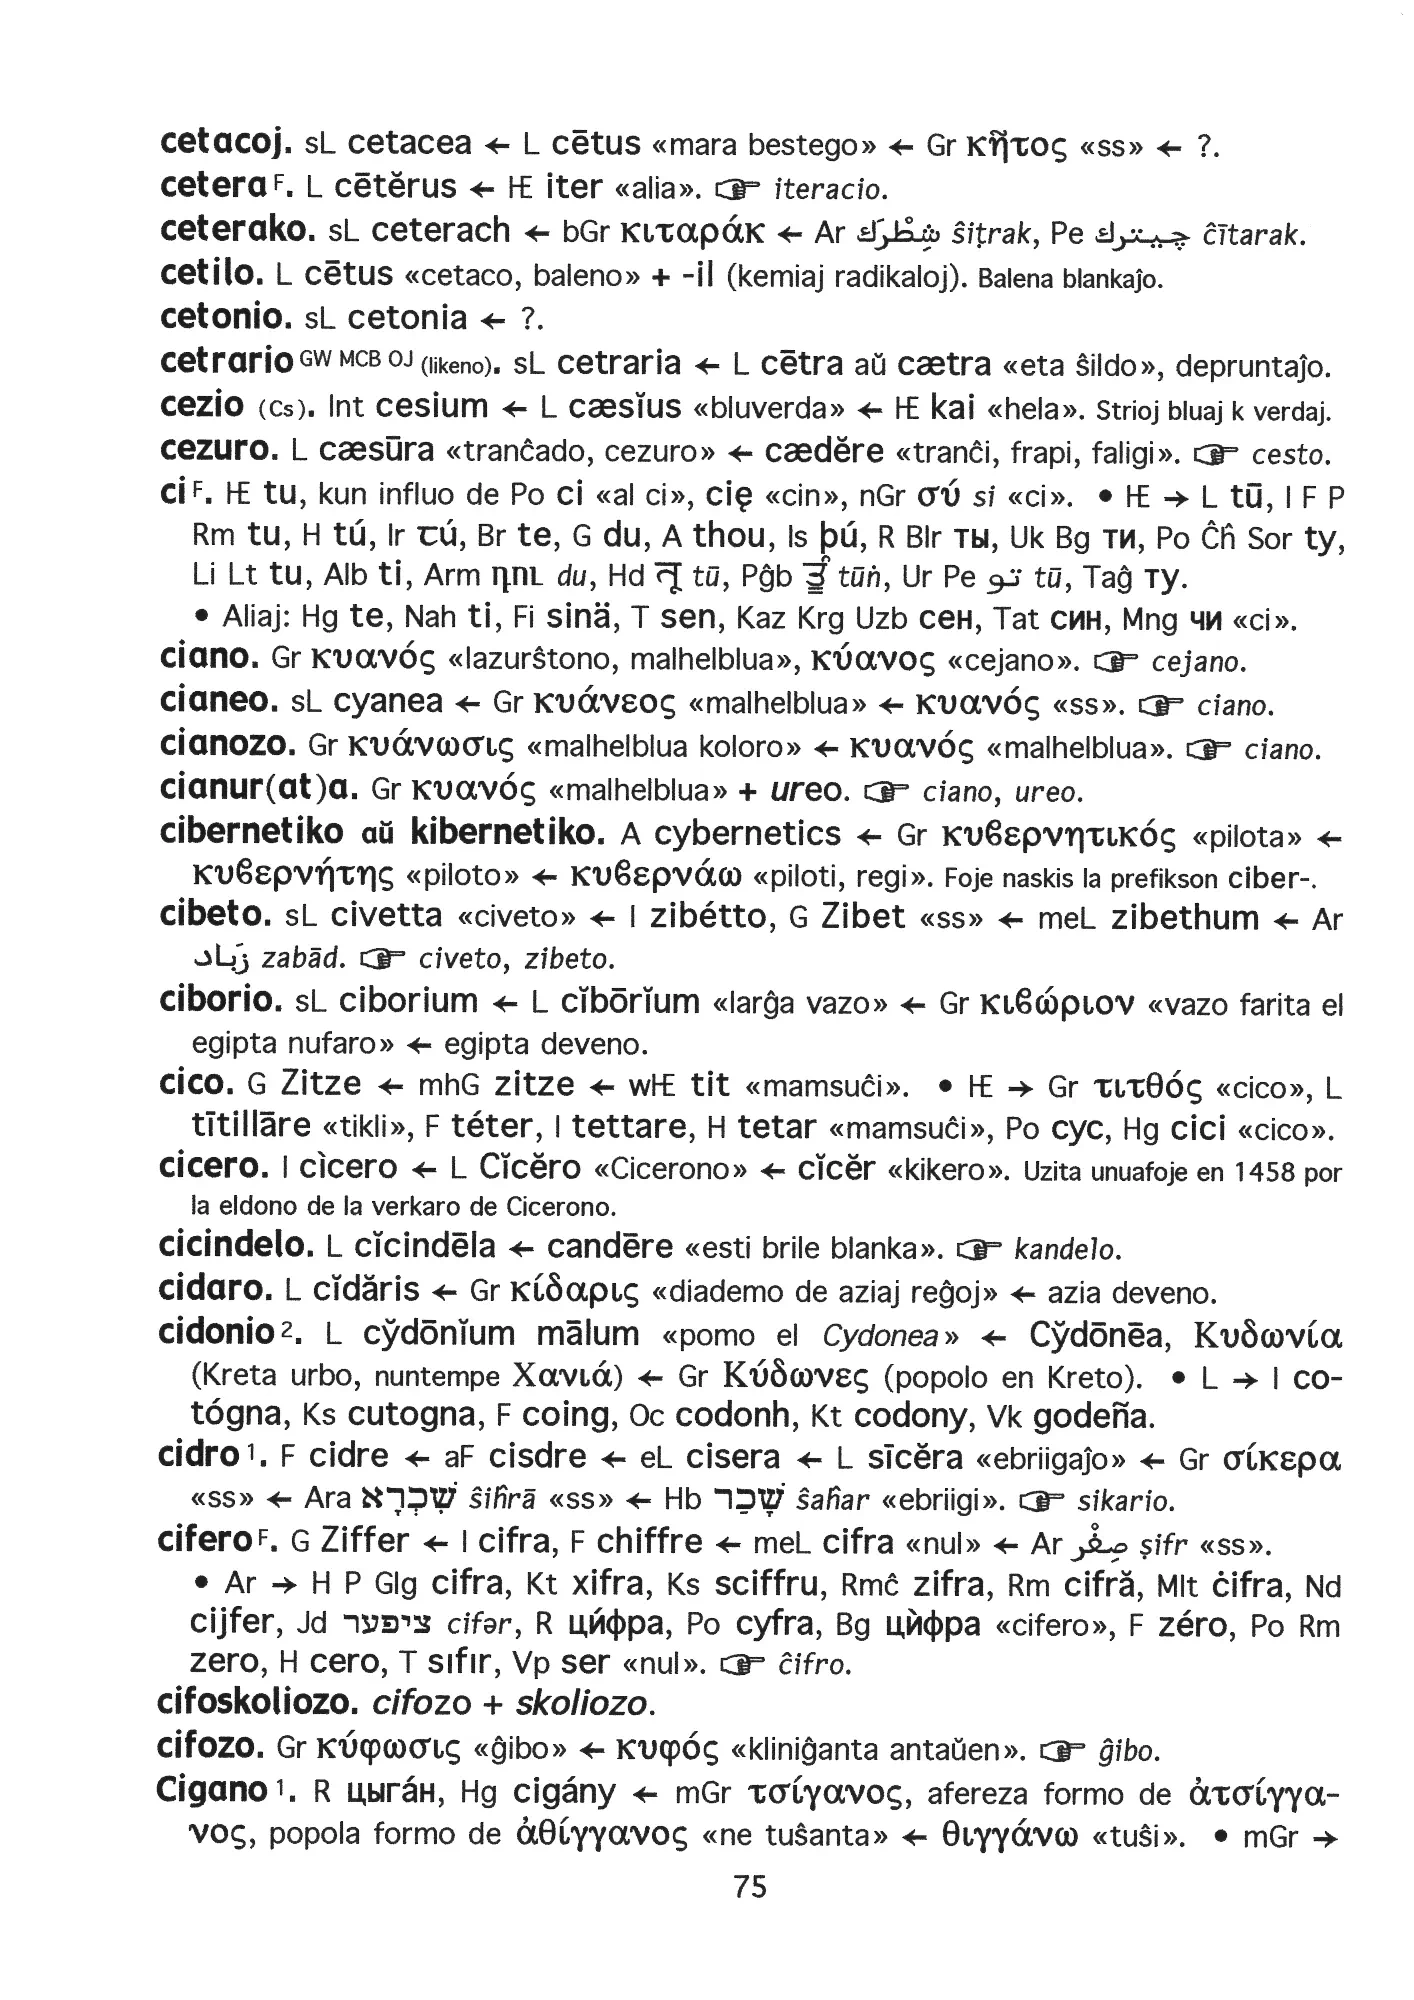 cetacoj. sL cetacea ← L cētus «mara bestego» ← Gr κῆτος «ss» ← ?.
cetera F. L cētĕrus ← IE iter «alia». ☞ iteracio.
ceterako. sL ceterach ← bGr κιταράκ ← Ar شِطْرَك ŝiṭrak, Pe چیترك ĉītarak.
cetilo. L cētus «cetaco, baleno» + -il (kemiaj radikaloj). Balena blankaĵo.
cetonio. sL cetonia ← ?.
cetrario GW MCB OJ (likeno). sL cetraria ← L cētra aŭ cætra «eta ŝildo», depruntaĵo.
cezio (Cs). Int cesium ← L cæsĭus «bluverda» ← IE kai «hela». Strioj bluaj k verdaj.
cezuro. L cæsūra «tranĉado, cezuro» ← cædĕre «tranĉi, frapi, faligi». ☞ cesto.
ci F. IE tu, kun influo de Po ci «al ci», cię «cin», nGr σύ si «ci». • IE → L tū, I F P
Rm tu, H tú, Ir tú, Br te, G du, A thou, Is þú, R Blr ты, Uk Bg ти, Po Ĉĥ Sor ty,
Li Lt tu, Alb ti, Arm դու du, Hd तू tū, Pĝb ਤੂੰ tūṅ, Ur Pe تو tū, Taĝ ту.
• Aliaj: Hg te, Nah ti, Fi sinä, T sen, Kaz Krg Uzb сен, Tat син, Mng чи «ci».
ciano. Gr κυανός «lazurŝtono, malhelblua», κύανος «cejano». ☞ cejano.
cianeo. sL cyanea ← Gr κυάνεος «malhelblua» ← κυανός «ss». ☞ ciano.
cianozo. Gr κυάνωσις «malhelblua koloro» ← κυανός «malhelblua». ☞ ciano.
cianur(at)a. Gr κυανός «malhelblua» + ureo. ☞ ciano, ureo.
cibernetiko aŭ kibernetiko. A cybernetics ← Gr κυϐερνητικός «pilota» ←
κυϐερνήτης «piloto» ← κυϐερνάω «piloti, regi». Foje naskis la prefikson ciber-.
cibeto. sL civetta «civeto» ← I zibétto, G Zibet «ss» ← meL zibethum ← Ar
زَباد zabād. ☞ civeto, zibeto.
ciborio. sL ciborium ← L cĭbōrĭum «larĝa vazo» ← Gr κιϐώριον «vazo farita el
egipta nufaro» ← egipta deveno.
cico. G Zitze ← mhG zitze ← wIE tit «mamsuĉi». • IE → Gr τιτθός «cico», L
tītillāre «tikli», F téter, I tettare, H tetar «mamsuĉi», Po cyc, Hg cici «cico».
cicero. I cìcero ← L Cĭcĕro «Cicerono» ← cĭcĕr «kikero». Uzita unuafoje en 1458 por
la eldono de la verkaro de Cicerono.
cicindelo. L cĭcindēla ← candēre «esti brile blanka». ☞ kandelo.
cidaro. L cĭdăris ← Gr κίδαρις «diademo de aziaj reĝoj» ← azia deveno.
cidonio 2. L cy̆dōnĭum mālum «pomo el Cydonea» ← Cy̆dōnēa, Κυδωνία
(Kreta urbo, nuntempe Χανιά) ← Gr Κύδωνες (popolo en Kreto). • L → I co-
tógna, Ks cutogna, F coing, Oc codonh, Kt codony, Vk godeña.
cidro 1. F cidre ← aF cisdre ← eL cisera ← L sīcĕra «ebriigaĵo» ← Gr σίκερα
«ss» ← Ara שִׁכְרָא ŝiĥrā «ss» ← Hb שָׁכַר ŝaĥar «ebriigi». ☞ sikario.
cifero F. G Ziffer ← I cifra, F chiffre ← meL cifra «nul» ← Ar صِفْر ṣifr «ss».
• Ar → H P Glg cifra, Kt xifra, Ks sciffru, Rmĉ zifra, Rm cifră, Mlt ċifra, Nd
cijfer, Jd ציפער cifər, R ци́фра, Po cyfra, Bg цѝфра «cifero», F zéro, Po Rm
zero, H cero, T sıfır, Vp ser «nul». ☞ ĉifro.
cifoskoliozo. cifozo + skoliozo.
cifozo. Gr κύφωσις «ĝibo» ← κυφός «kliniĝanta antaŭen». ☞ ĝibo.
Cigano 1. R цыга́н, Hg cigány ← mGr τσίγανος, afereza formo de ἀτσίγγα-
νος, popola formo de ἀθίγγανος «ne tuŝanta» ← θιγγάνω «tuŝi». • mGr →
75